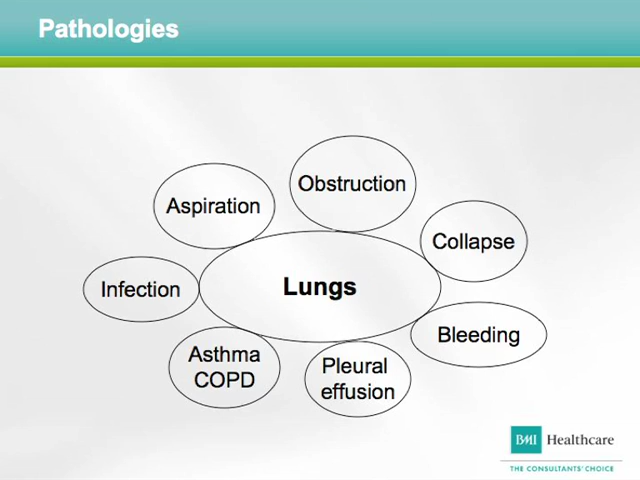 Pathologies
Obstruction
Aspiration
Collapse
Lungs
Infection
Bleeding
Asthma
COPD
Pleural
effusion
BMI Healthcare
THE CONSULTANTS' CHOICE